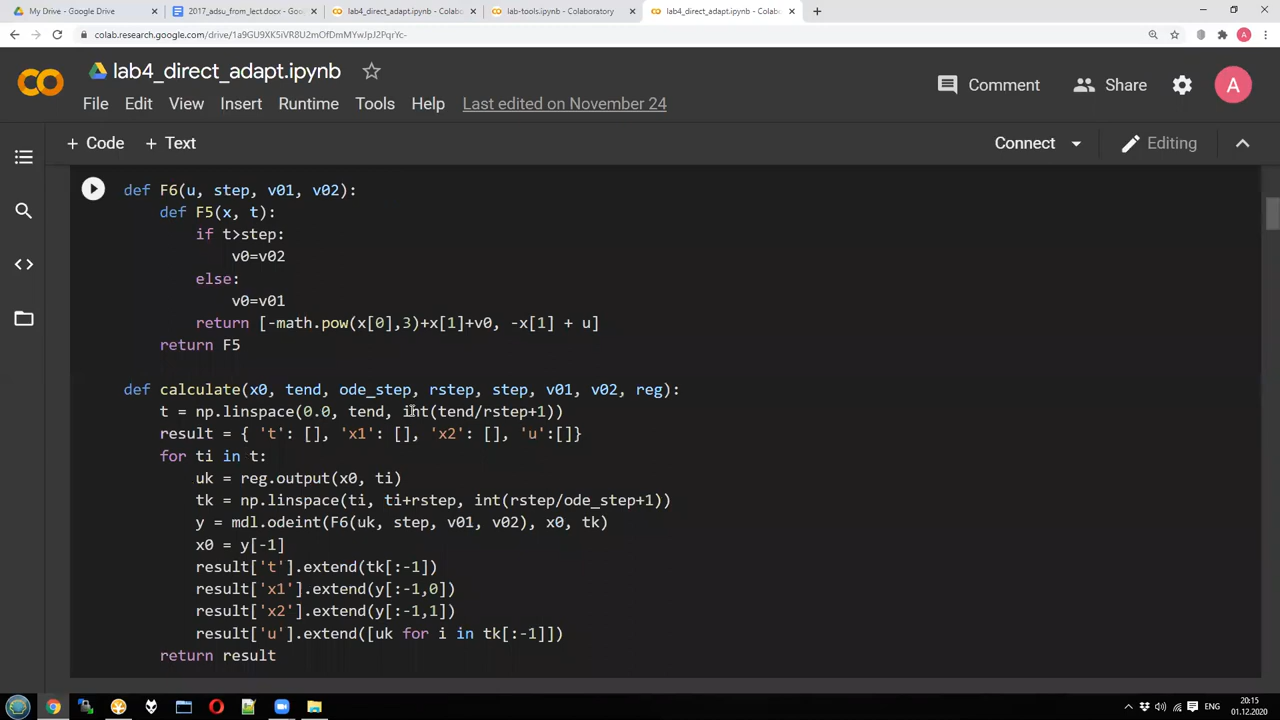 My Drive - Google Drive
2017_adsu_from_lect.docx - Goog
lab4_direct_adapt.ipynb - Colabo
lab-tools.ipynb - Colaboratory
lab4_direct_adapt.ipynb - Colabo
colab.research.google.com/drive/1a9GU9XK5iVR8U2mOfDmMYwJpJ2PqrYc-
A
CO
lab4_direct_adapt.ipynb
Comment
Share
A
File Edit View Insert Runtime Tools Help Last edited on November 24
+ Code + Text
Connect
Editing
def F6(u, step, v01, v02):
def F5(x, t):
if t>step:
v0=v02
else:
v0=v01
return [-math.pow(x[0],3)+x[1]+v0, -x[1] + u]
return F5
def calculate(x0, tend, ode_step, rstep, step, v01, v02, reg):
t = np.linspace(0.0, tend, int(tend/rstep+1))
result = { 't': [], 'x1': [], 'x2': [], 'u':[]}
for ti in t:
uk = reg.output(x0, ti)
tk = np.linspace(ti, ti+rstep, int(rstep/ode_step+1))
y = mdl.odeint(F6(uk, step, v01, v02), x0, tk)
x0 = y[-1]
result['t'].extend(tk[:-1])
result['x1'].extend(y[:-1,0])
result['x2'].extend(y[:-1,1])
result['u'].extend([uk for i in tk[:-1]])
return result
ENG
20:15
01.12.2020